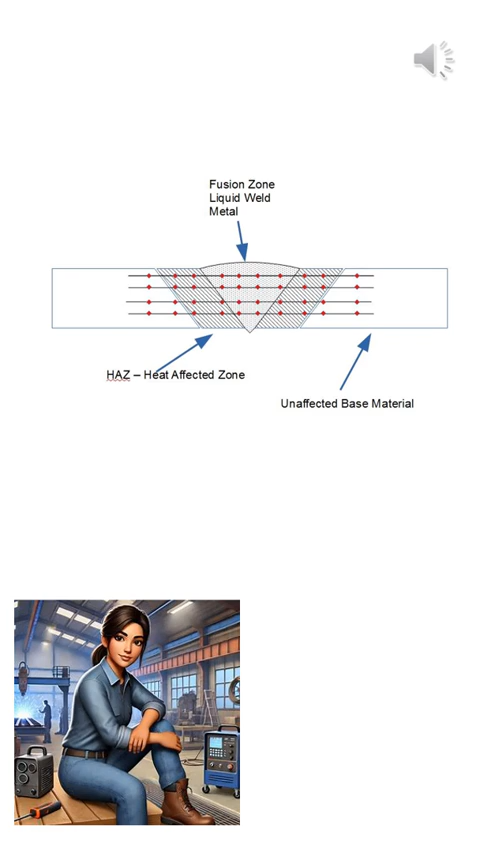 Fusion Zone
Liquid Weld
Metal
HAZ – Heat Affected Zone
Unaffected Base Material